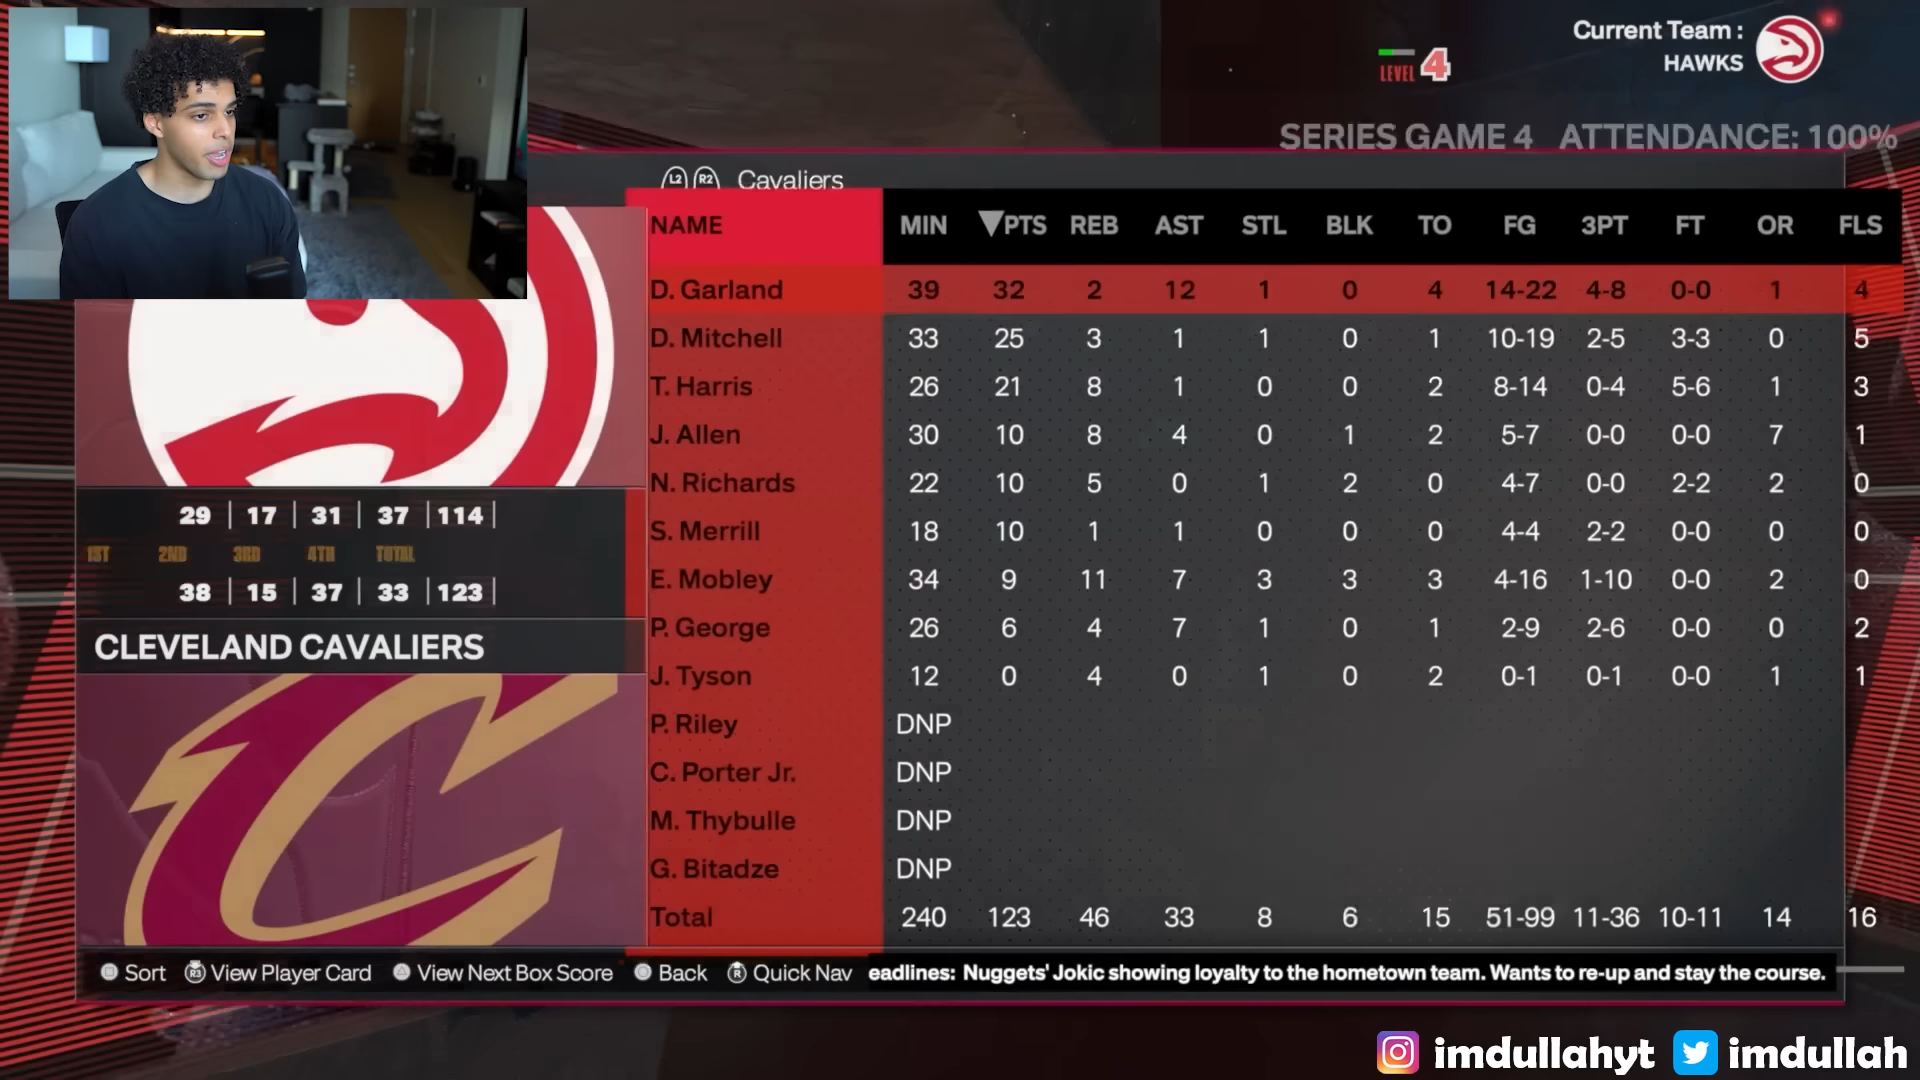 Current Team :
HAWKS
LEVEL 4
SERIES GAME 4 ATTENDANCE: 100%
L2 R2 Cavaliers
NAME MIN PTS REB AST STL BLK TO FG 3PT FT OR FLS
D. Garland 39 32 2 12 1 0 4 14-22 4-8 0-0 1 4
D. Mitchell 33 25 3 1 1 0 1 10-19 2-5 3-3 0 5
T. Harris 26 21 8 1 0 0 2 8-14 0-4 5-6 1 3
J. Allen 30 10 8 4 0 1 2 5-7 0-0 0-0 7 1
N. Richards 22 10 5 0 1 2 0 4-7 0-0 2-2 2 0
S. Merrill 18 10 1 1 0 0 0 4-4 2-2 0-0 0 0
E. Mobley 34 9 11 7 3 3 3 4-16 1-10 0-0 2 0
P. George 26 6 4 7 1 0 1 2-9 2-6 0-0 0 2
J. Tyson 12 0 4 0 1 0 2 0-1 0-1 0-0 1 1
P. Riley DNP
C. Porter Jr. DNP
M. Thybulle DNP
G. Bitadze DNP
Total 240 123 46 33 8 6 15 51-99 11-36 10-11 14 16
29 17 31 37 114
1ST 2ND 3RD 4TH TOTAL
38 15 37 33 123
CLEVELAND CAVALIERS
Sort R3 View Player Card View Next Box Score Back R Quick Nav eadlines: Nuggets' Jokic showing loyalty to the hometown team. Wants to re-up and stay the course.
imdullahyt imdullah